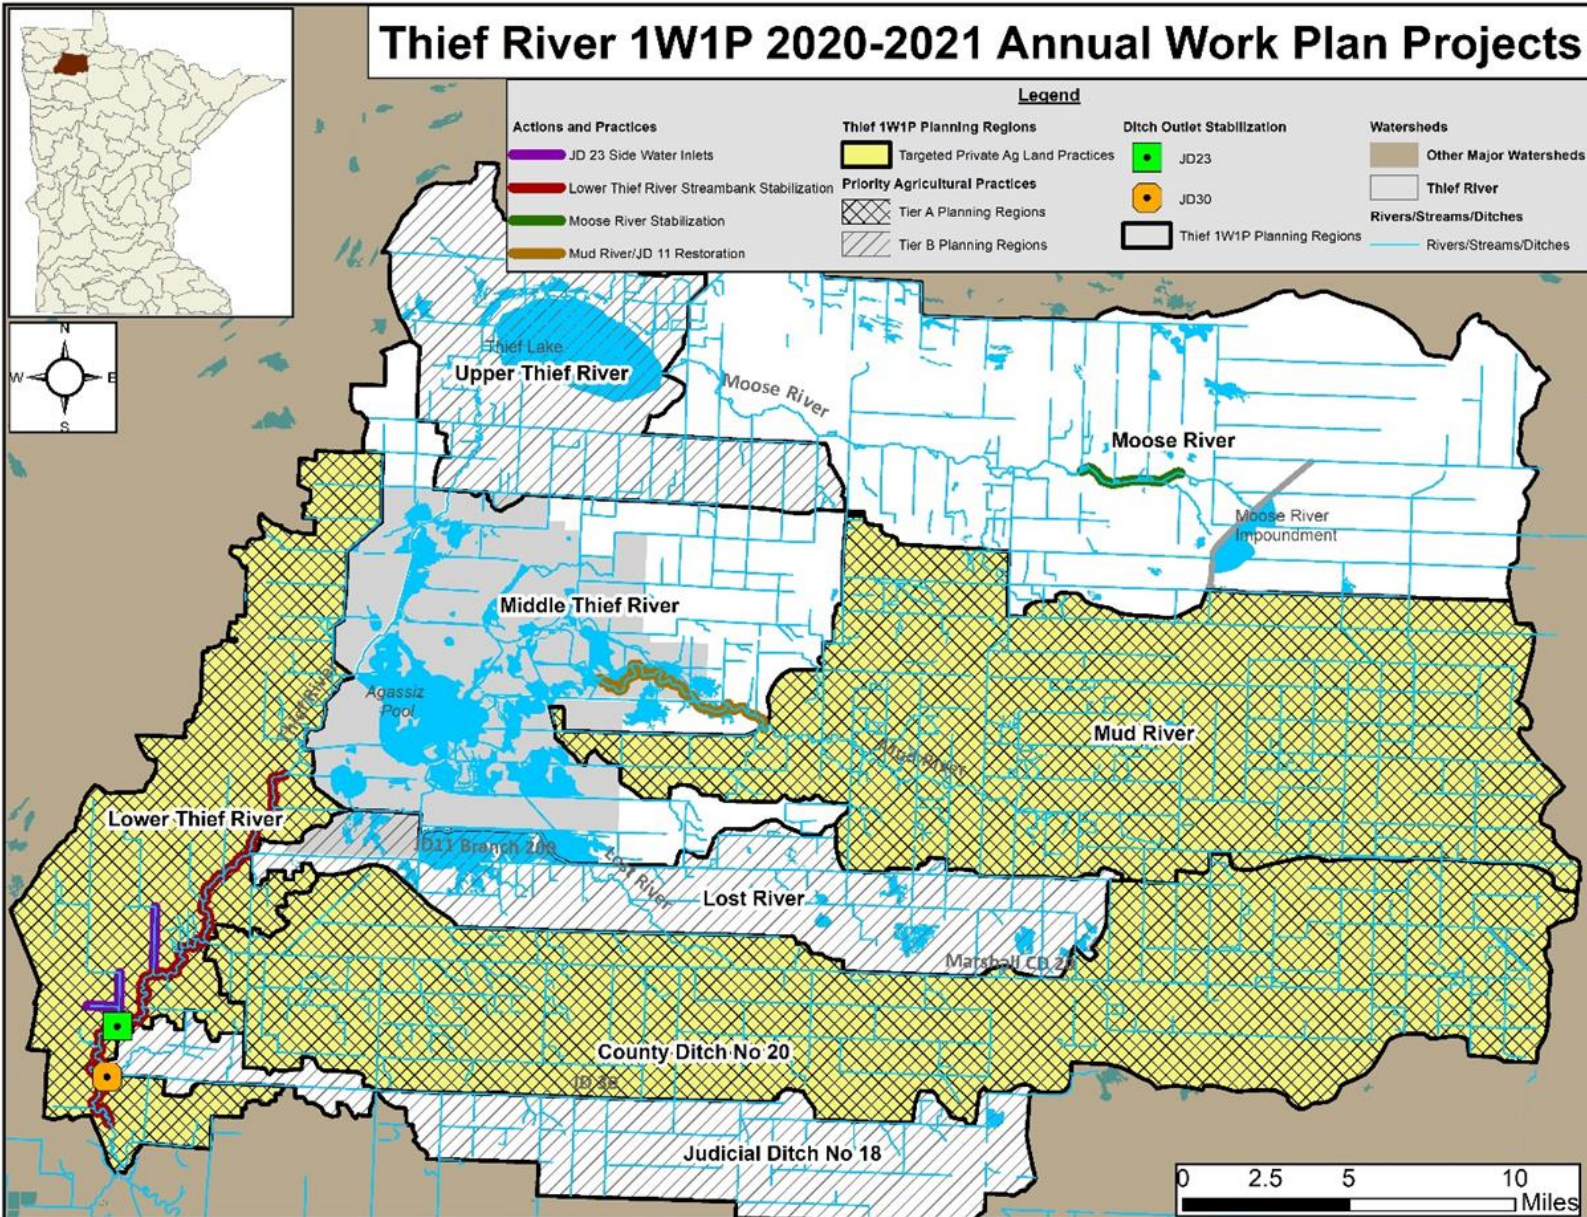 Thief River 1W1P 2020-2021 Annual Work Plan Projects
Legend
Actions and Practices
JD 23 Side Water Inlets
Lower Thief River Streambank Stabilization
Moose River Stabilization
Mud River/JD 11 Restoration
Thief 1W1P Planning Regions
Targeted Private Ag Land Practices
Priority Agricultural Practices
Tier A Planning Regions
Tier B Planning Regions
Ditch Outlet Stabilization
JD23
JD30
Thief 1W1P Planning Regions
Watersheds
Other Major Watersheds
Thief River
Rivers/Streams/Ditches
Rivers/Streams/Ditches
N
W
E
S
Thief Lake
Upper Thief River
Moose River
Moose River
Moose River
Impoundment
Middle Thief River
Thief River
Agassiz
Pool
Mud River
Mud River
Lower Thief River
JD11 Branch 200
Lost River
Lost River
Marshall CD 20
County Ditch No 20
Judicial Ditch No 18
0 2.5 5 10
Miles